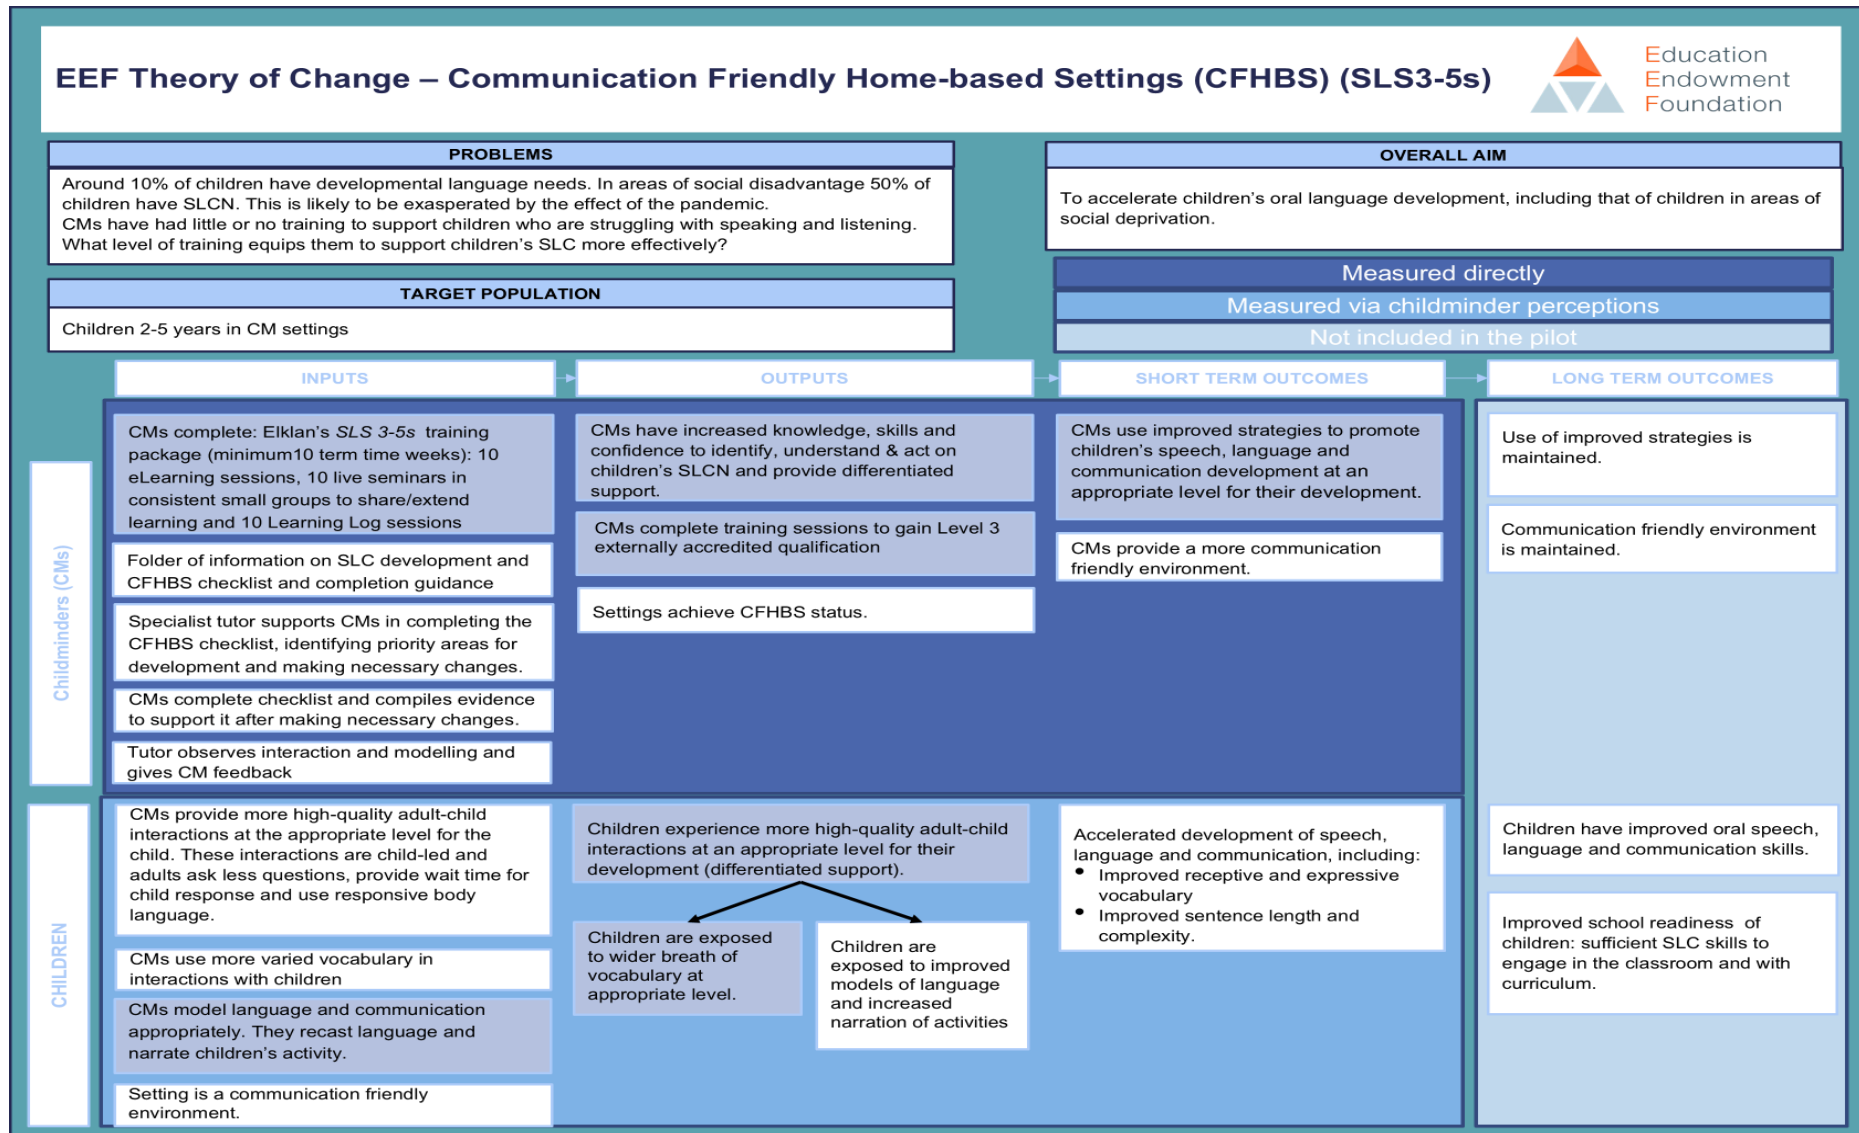 EEF Theory of Change – Communication Friendly Home-based Settings (CFHBS) (SLS3-5s)
Education
Endowment
Foundation
PROBLEMS
Around 10% of children have developmental language needs. In areas of social disadvantage 50% of
children have SLCN. This is likely to be exasperated by the effect of the pandemic.
CMs have had little or no training to support children who are struggling with speaking and listening.
What level of training equips them to support children's SLC more effectively?
OVERALL AIM
To accelerate children's oral language development, including that of children in areas of
social deprivation.
TARGET POPULATION
Children 2-5 years in CM settings
Measured directly
Measured via childminder perceptions
Not included in the pilot
INPUTS
OUTPUTS
SHORT TERM OUTCOMES
LONG TERM OUTCOMES
Childminders (CMs)
CMs complete: Elklan's SLS 3-5s training
package (minimum10 term time weeks): 10
eLearning sessions, 10 live seminars in
consistent small groups to share/extend
learning and 10 Learning Log sessions
Folder of information on SLC development and
CFHBS checklist and completion guidance
Specialist tutor supports CMs in completing the
CFHBS checklist, identifying priority areas for
development and making necessary changes.
CMs complete checklist and compiles evidence
to support it after making necessary changes.
Tutor observes interaction and modelling and
gives CM feedback
CMs have increased knowledge, skills and
confidence to identify, understand & act on
children's SLCN and provide differentiated
support.
CMs complete training sessions to gain Level 3
externally accredited qualification
Settings achieve CFHBS status.
CMs use improved strategies to promote
children's speech, language and
communication development at an
appropriate level for their development.
CMs provide a more communication
friendly environment.
Use of improved strategies is
maintained.
Communication friendly environment
is maintained.
CHILDREN
CMs provide more high-quality adult-child
interactions at the appropriate level for the
child. These interactions are child-led and
adults ask less questions, provide wait time for
child response and use responsive body
language.
CMs use more varied vocabulary in
interactions with children
CMs model language and communication
appropriately. They recast language and
narrate children's activity.
Setting is a communication friendly
environment.
Children experience more high-quality adult-child
interactions at an appropriate level for their
development (differentiated support).
Children are exposed
to wider breath of
vocabulary at
appropriate level.
Children are
exposed to improved
models of language
and increased
narration of activities
Accelerated development of speech,
language and communication, including:
• Improved receptive and expressive
vocabulary
• Improved sentence length and
complexity.
Children have improved oral speech,
language and communication skills.
Improved school readiness of
children: sufficient SLC skills to
engage in the classroom and with
curriculum.